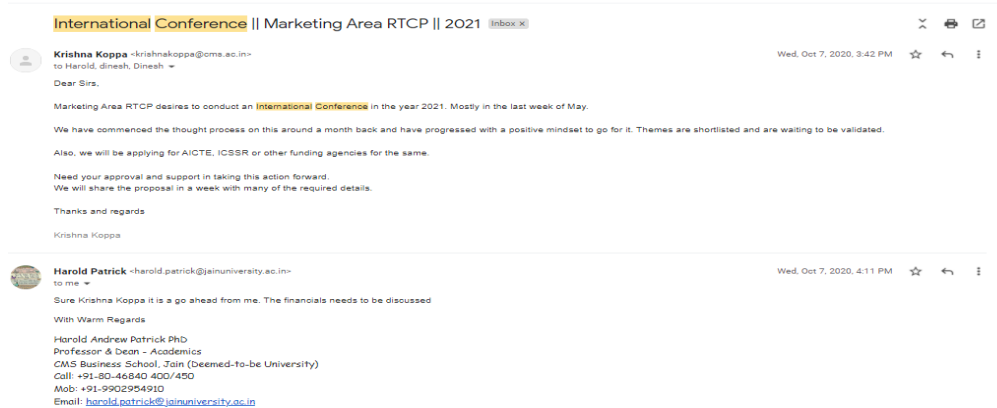 International Conference || Marketing Area RTCP || 2021 Inbox ×
Krishna Koppa <krishnakoppa@cms.ac.in> Wed, Oct 7, 2020, 3:42 PM
to Harold, dinesh, Dinesh
Dear Sirs,
Marketing Area RTCP desires to conduct an International Conference in the year 2021. Mostly in the last week of May.
We have commenced the thought process on this around a month back and have progressed with a positive mindset to go for it. Themes are shortlisted and are waiting to be validated.
Also, we will be applying for AICTE, ICSSR or other funding agencies for the same.
Need your approval and support in taking this action forward.
We will share the proposal in a week with many of the required details.
Thanks and regards
Krishna Koppa
Harold Patrick <harold.patrick@jainuniversity.ac.in> Wed, Oct 7, 2020, 4:11 PM
to me
Sure Krishna Koppa it is a go ahead from me. The financials needs to be discussed
With Warm Regards
Harold Andrew Patrick PhD
Professor & Dean - Academics
CMS Business School, Jain (Deemed-to-be University)
Call: +91-80-46840 400/450
Mob: +91-9902954910
Email: harold.patrick@jainuniversity.ac.in